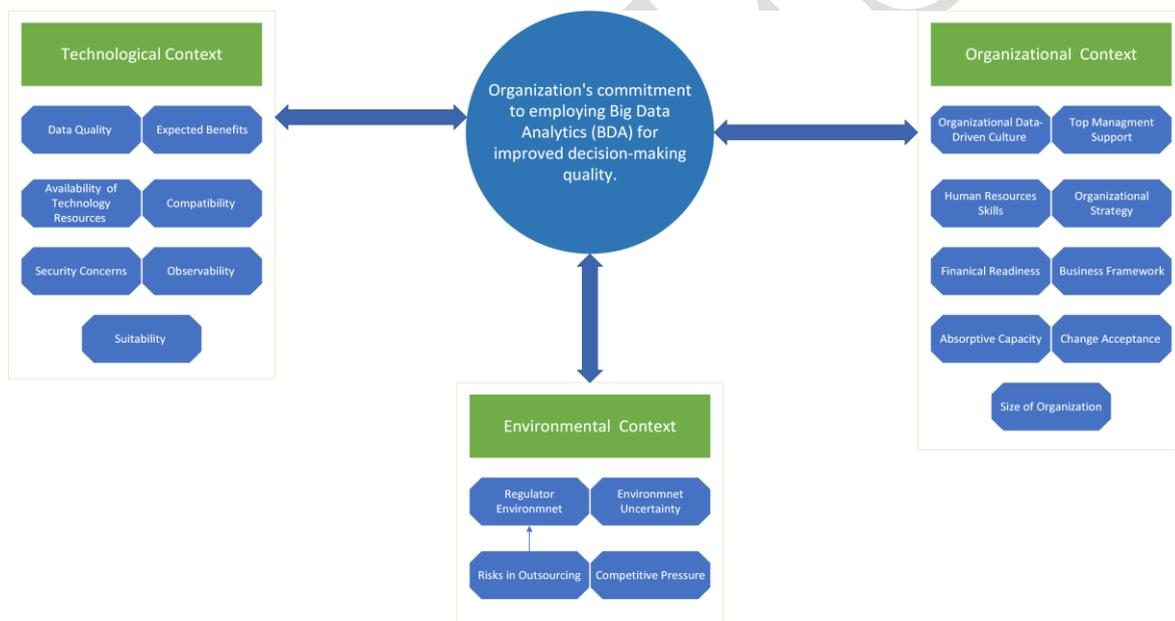 Technological Context
Data Quality
Expected Benefits
Availability of
Technology
Resources
Compatibility
Security Concerns
Observability
Suitability
Organization's commitment
to employing Big Data
Analytics (BDA) for
improved decision-making
quality.
Organizational Context
Organizational Data-
Driven Culture
Top Managment
Support
Human Resources
Skills
Organizational
Strategy
Finanical Readiness
Business Framework
Absorptive Capacity
Change Acceptance
Size of Organization
Environmental Context
Regulator
Environmnet
Environmnet
Uncertainty
Risks in Outsourcing
Competitive Pressure